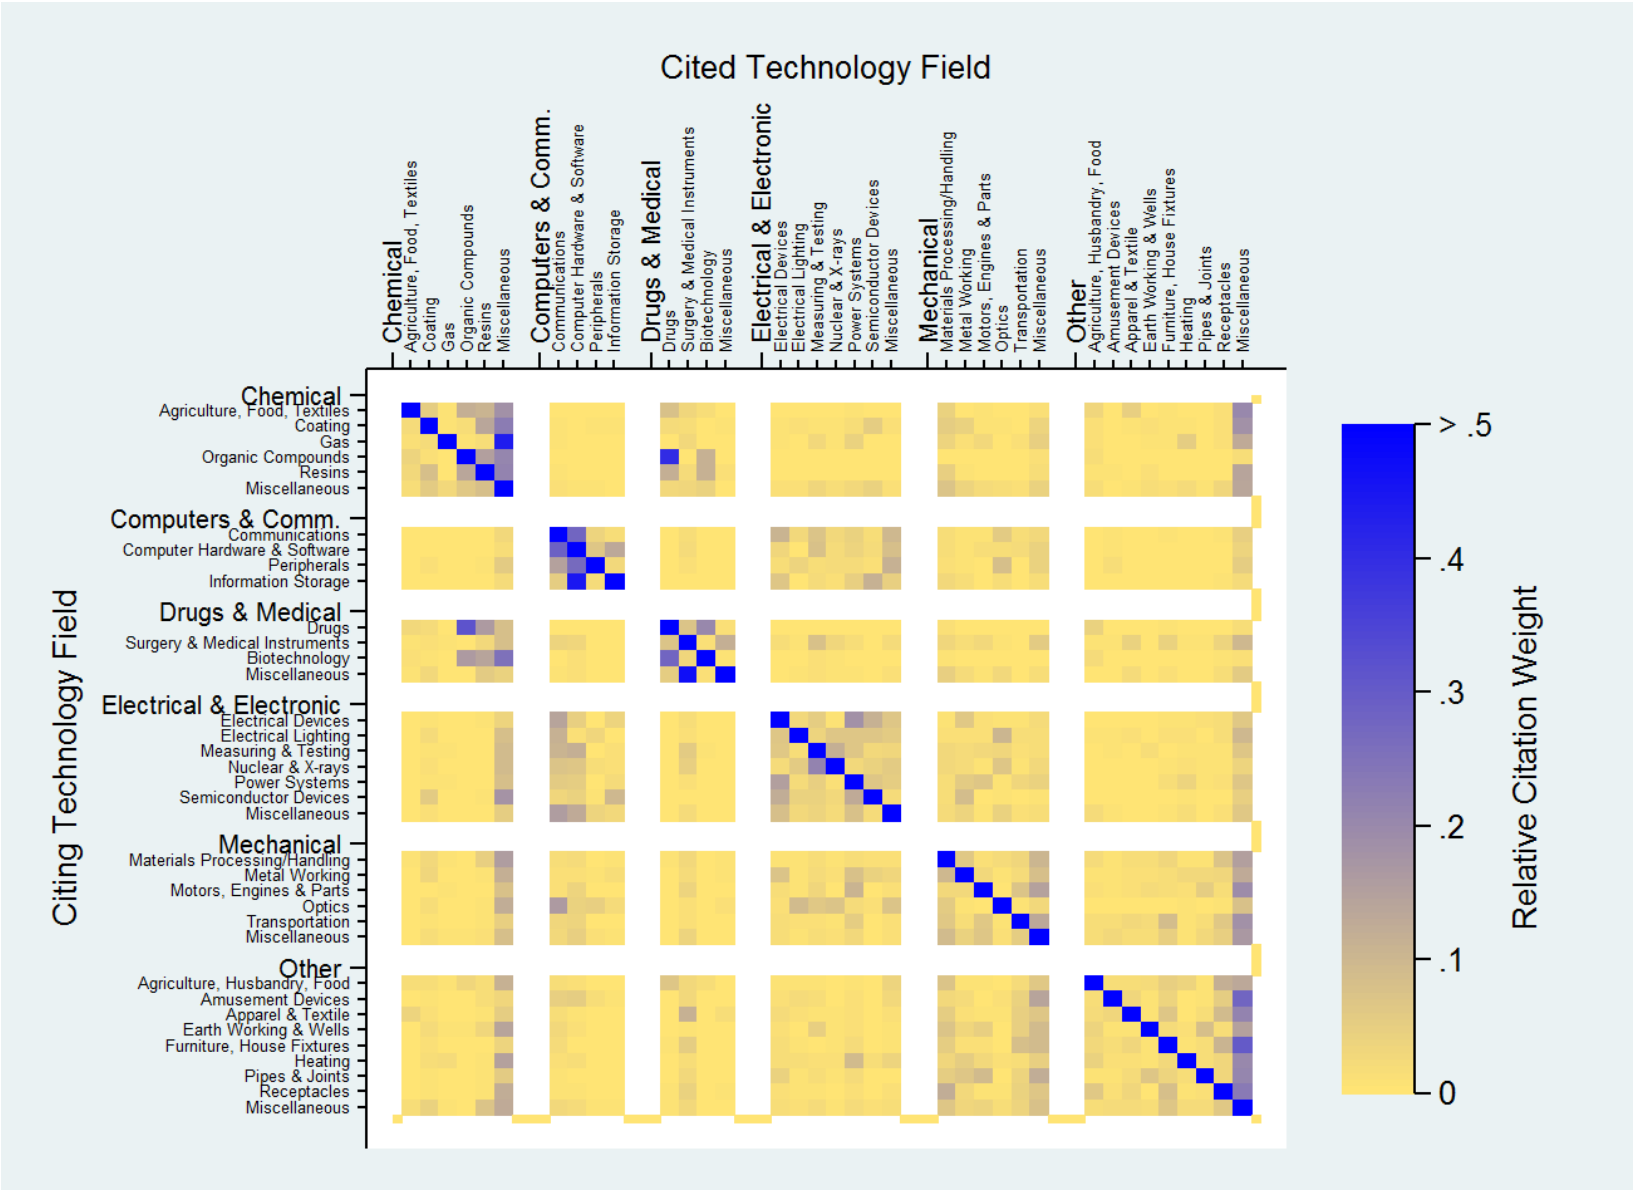 Cited Technology Field
Chemical
Agriculture, Food, Textiles
Coating
Gas
Organic Compounds
Resins
Miscellaneous
Computers & Comm.
Communications
Computer Hardware & Software
Peripherals
Information Storage
Drugs & Medical
Drugs
Surgery & Medical Instruments
Biotechnology
Miscellaneous
Electrical & Electronic
Electrical Devices
Electrical Lighting
Measuring & Testing
Nuclear & X-rays
Power Systems
Semiconductor Devices
Miscellaneous
Mechanical
Materials Processing/Handling
Metal Working
Motors, Engines & Parts
Optics
Transportation
Miscellaneous
Other
Agriculture, Husbandry, Food
Amusement Devices
Apparel & Textile
Earth Working & Wells
Furniture, House Fixtures
Heating
Pipes & Joints
Receptacles
Miscellaneous
Citing Technology Field
Chemical
Agriculture, Food, Textiles
Coating
Gas
Organic Compounds
Resins
Miscellaneous
Computers & Comm.
Communications
Computer Hardware & Software
Peripherals
Information Storage
Drugs & Medical
Drugs
Surgery & Medical Instruments
Biotechnology
Miscellaneous
Electrical & Electronic
Electrical Devices
Electrical Lighting
Measuring & Testing
Nuclear & X-rays
Power Systems
Semiconductor Devices
Miscellaneous
Mechanical
Materials Processing/Handling
Metal Working
Motors, Engines & Parts
Optics
Transportation
Miscellaneous
Other
Agriculture, Husbandry, Food
Amusement Devices
Apparel & Textile
Earth Working & Wells
Furniture, House Fixtures
Heating
Pipes & Joints
Receptacles
Miscellaneous
> .5
.4
.3
.2
.1
0
Relative Citation Weight